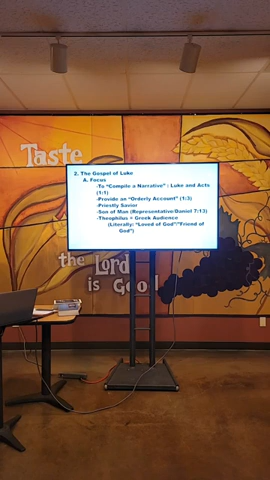 Taste
2. The Gospel of Luke
A. Focus
-To "Compile a Narrative" : Luke and Acts
(1:1)
-Provide an "Orderly Account" (1:3)
-Priestly Savior
-Son of Man (Representative/Daniel 7:13)
-Theophilus = Greek Audience
(Literally: "Loved of God"/"Friend of
God")
the Lord
is Good